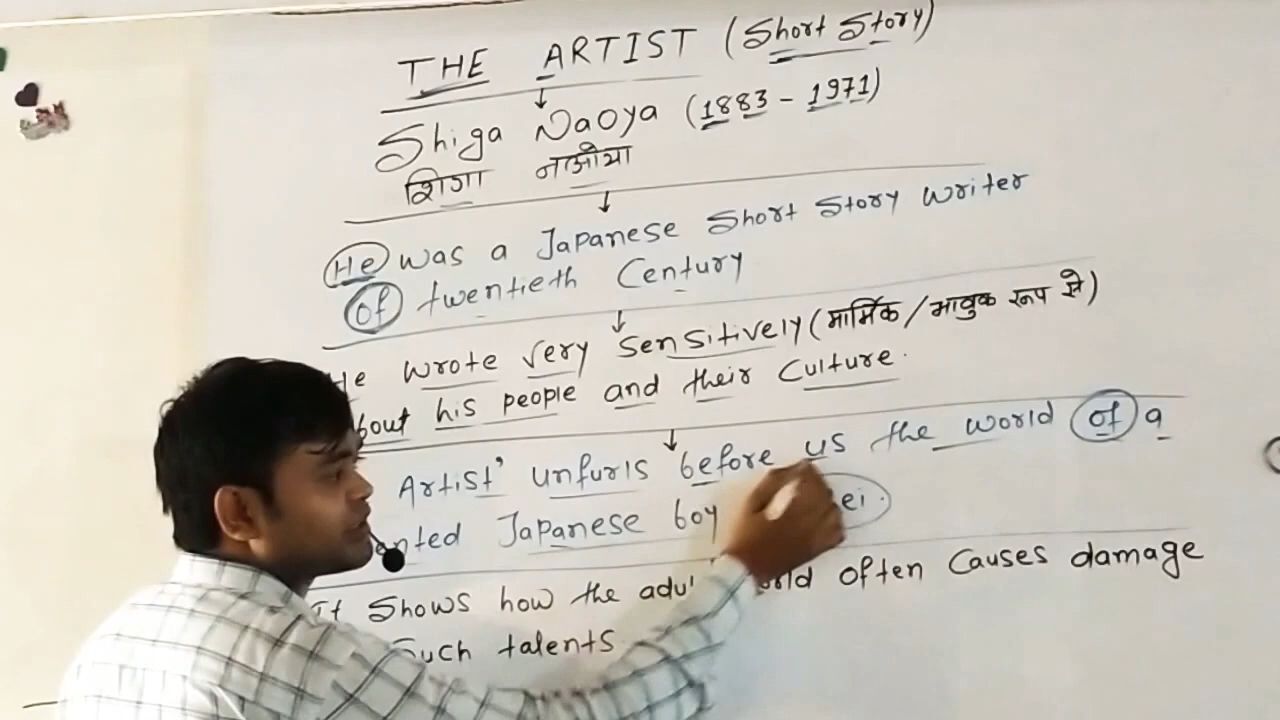 THE ARTIST (Short Story)
Shiga Naoya (1883 - 1971)
शिगा नाओया
He was a Japanese Short Story writer
of twentieth Century
He wrote very Sensitively (मार्मिक/भावुक रूप से)
about his people and their Culture.
Artist' unfurls before us the world of a
Japanese boy
It Shows how the adult world often Causes damage
Such talents